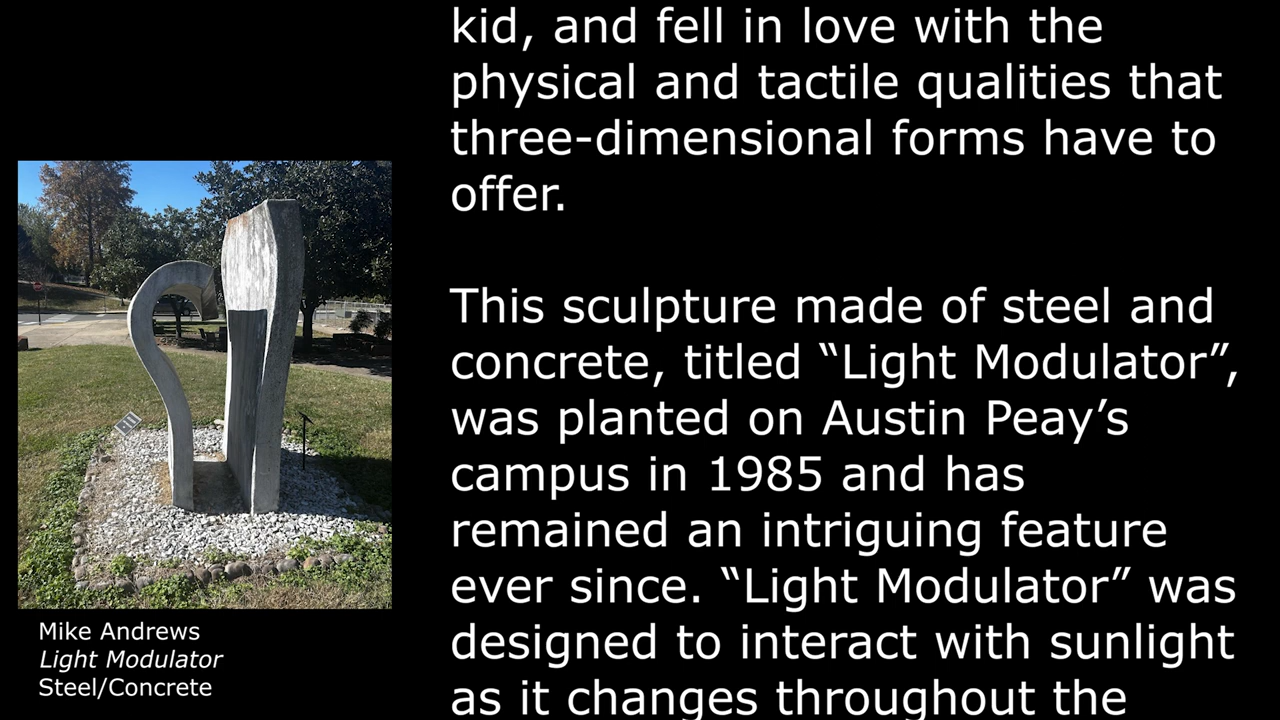 kid, and fell in love with the
physical and tactile qualities that
three-dimensional forms have to
offer.
This sculpture made of steel and
concrete, titled “Light Modulator”,
was planted on Austin Peay’s
campus in 1985 and has
remained an intriguing feature
ever since. “Light Modulator” was
designed to interact with sunlight
as it changes throughout the
Mike Andrews
Light Modulator
Steel/Concrete